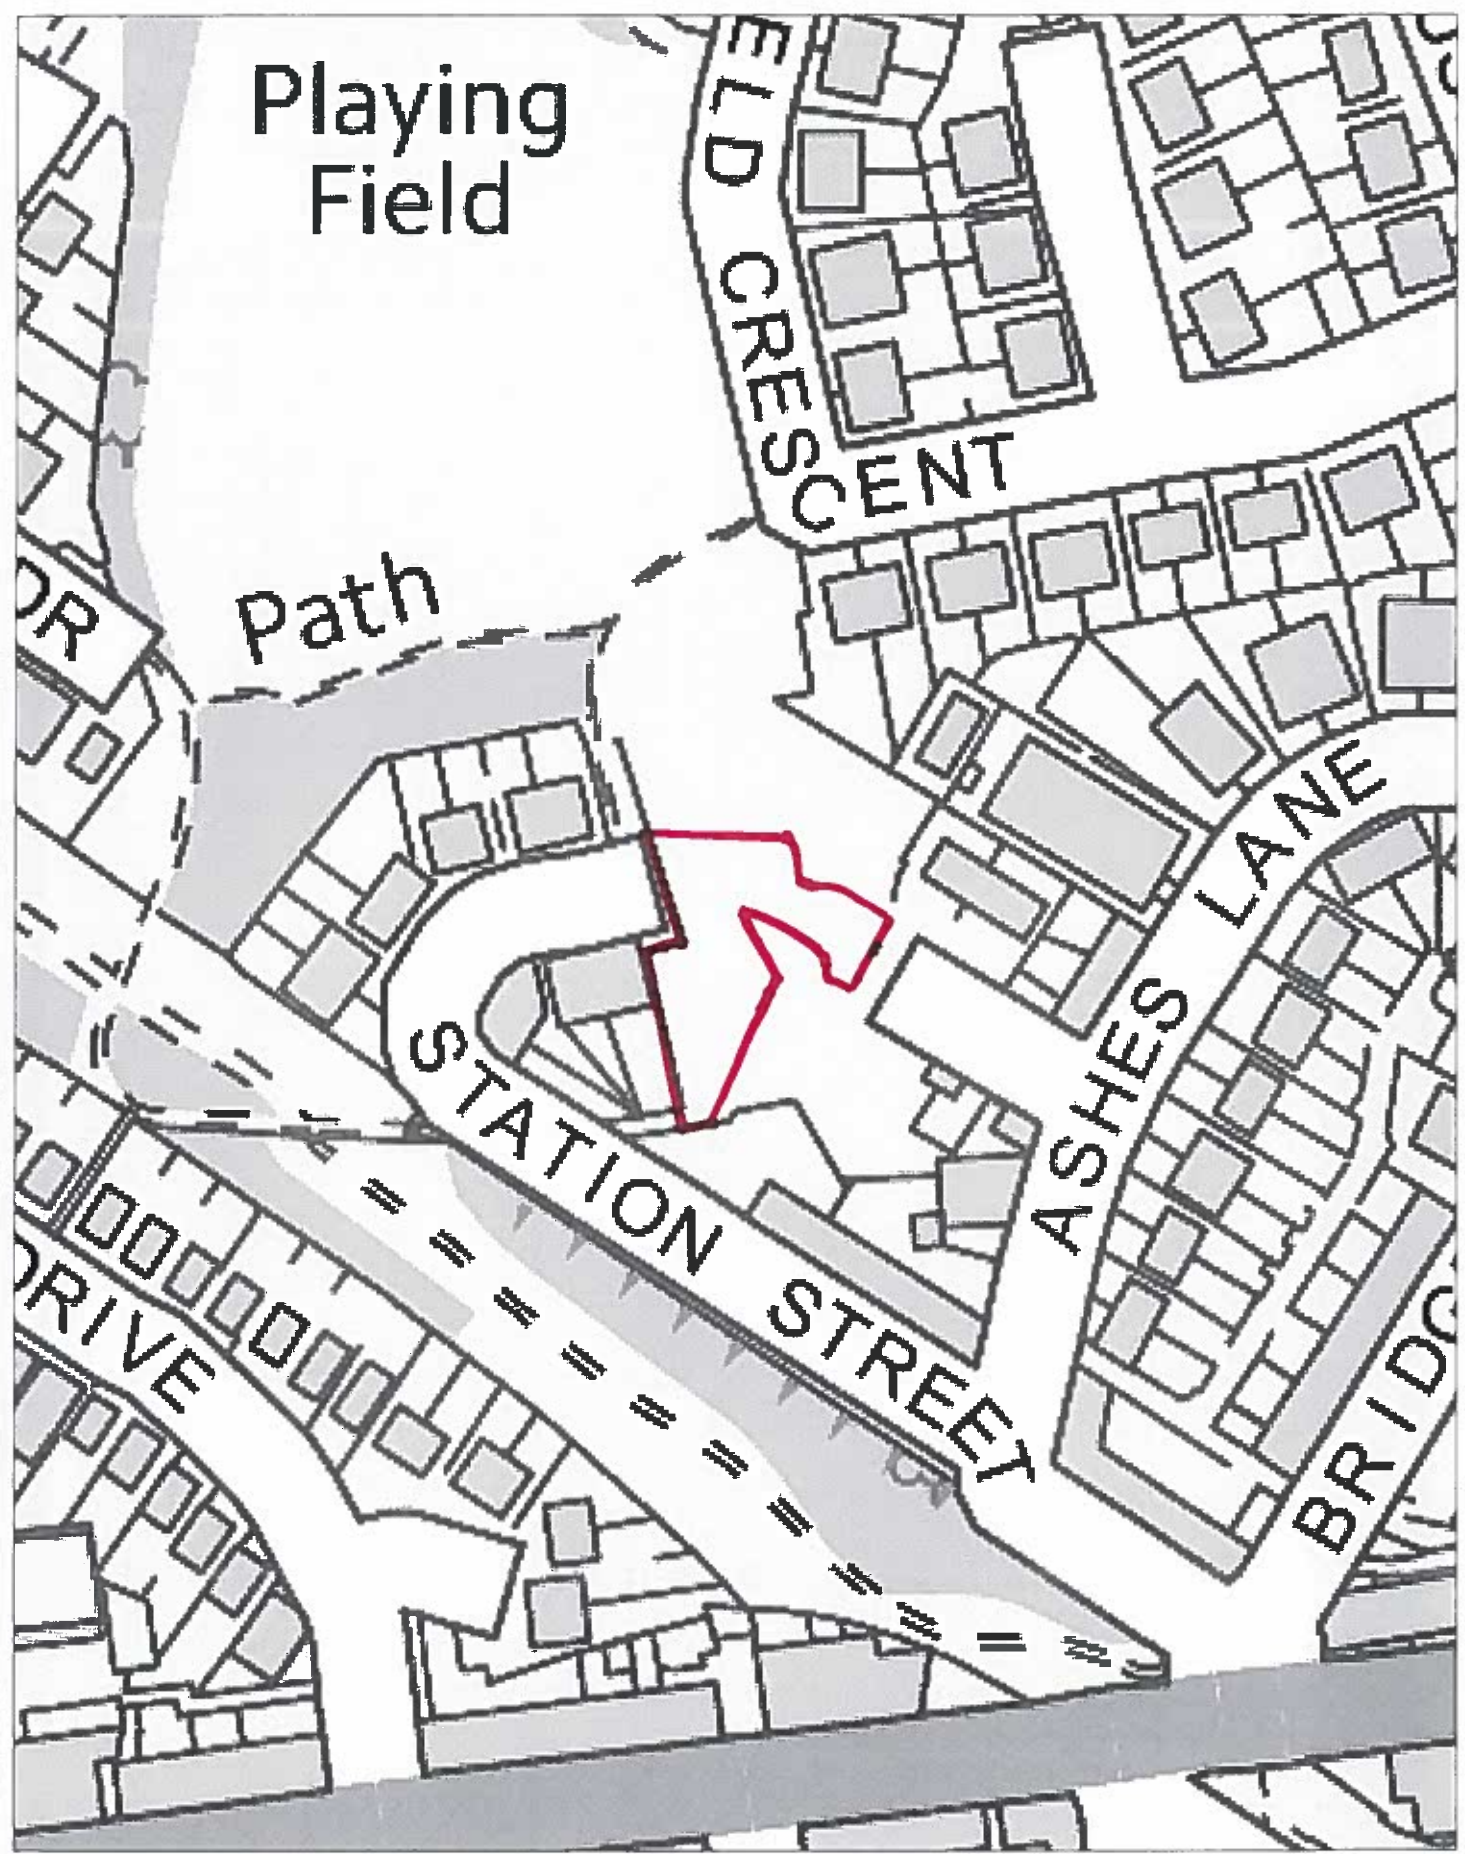 Playing
Field
ELD CRESCENT
Path
OR
LANE
ASHES
STATION STREET
DRIVE
BRIDG